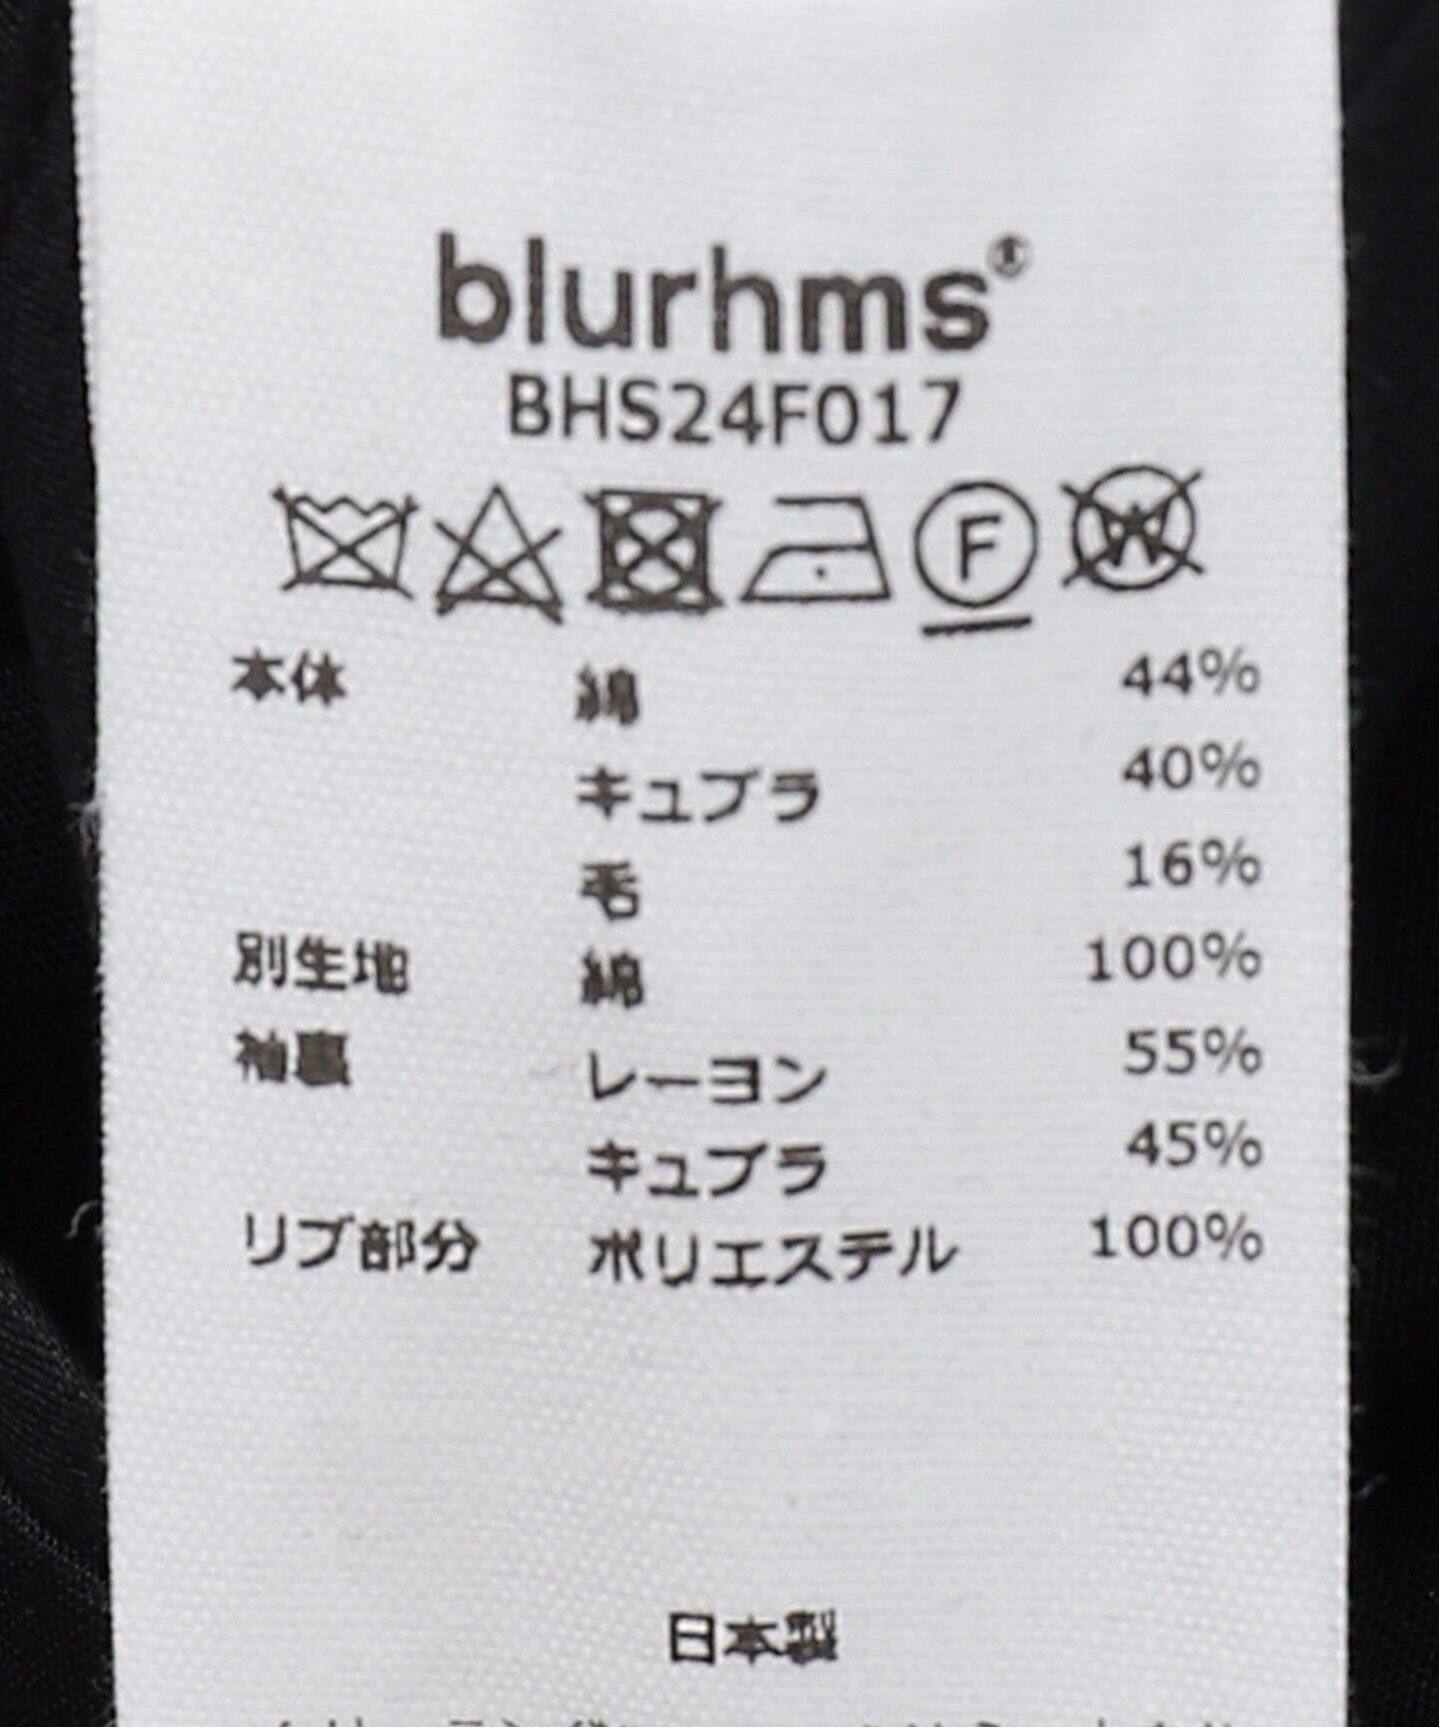 blurhms®
BHS24F017
F W
本体 綿 44%
キュプラ 40%
毛 16%
別生地 綿 100%
袖裏 レーヨン 55%
キュプラ 45%
リブ部分 ポリエステル 100%
日本製